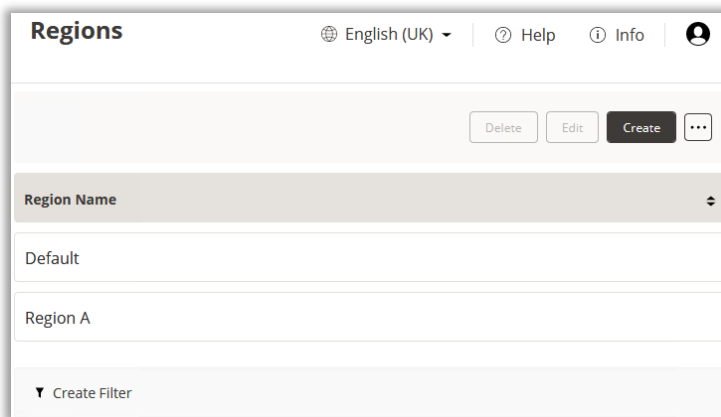 Regions
English (UK)
Help
Info
Delete
Edit
Create
Region Name
Default
Region A
Create Filter